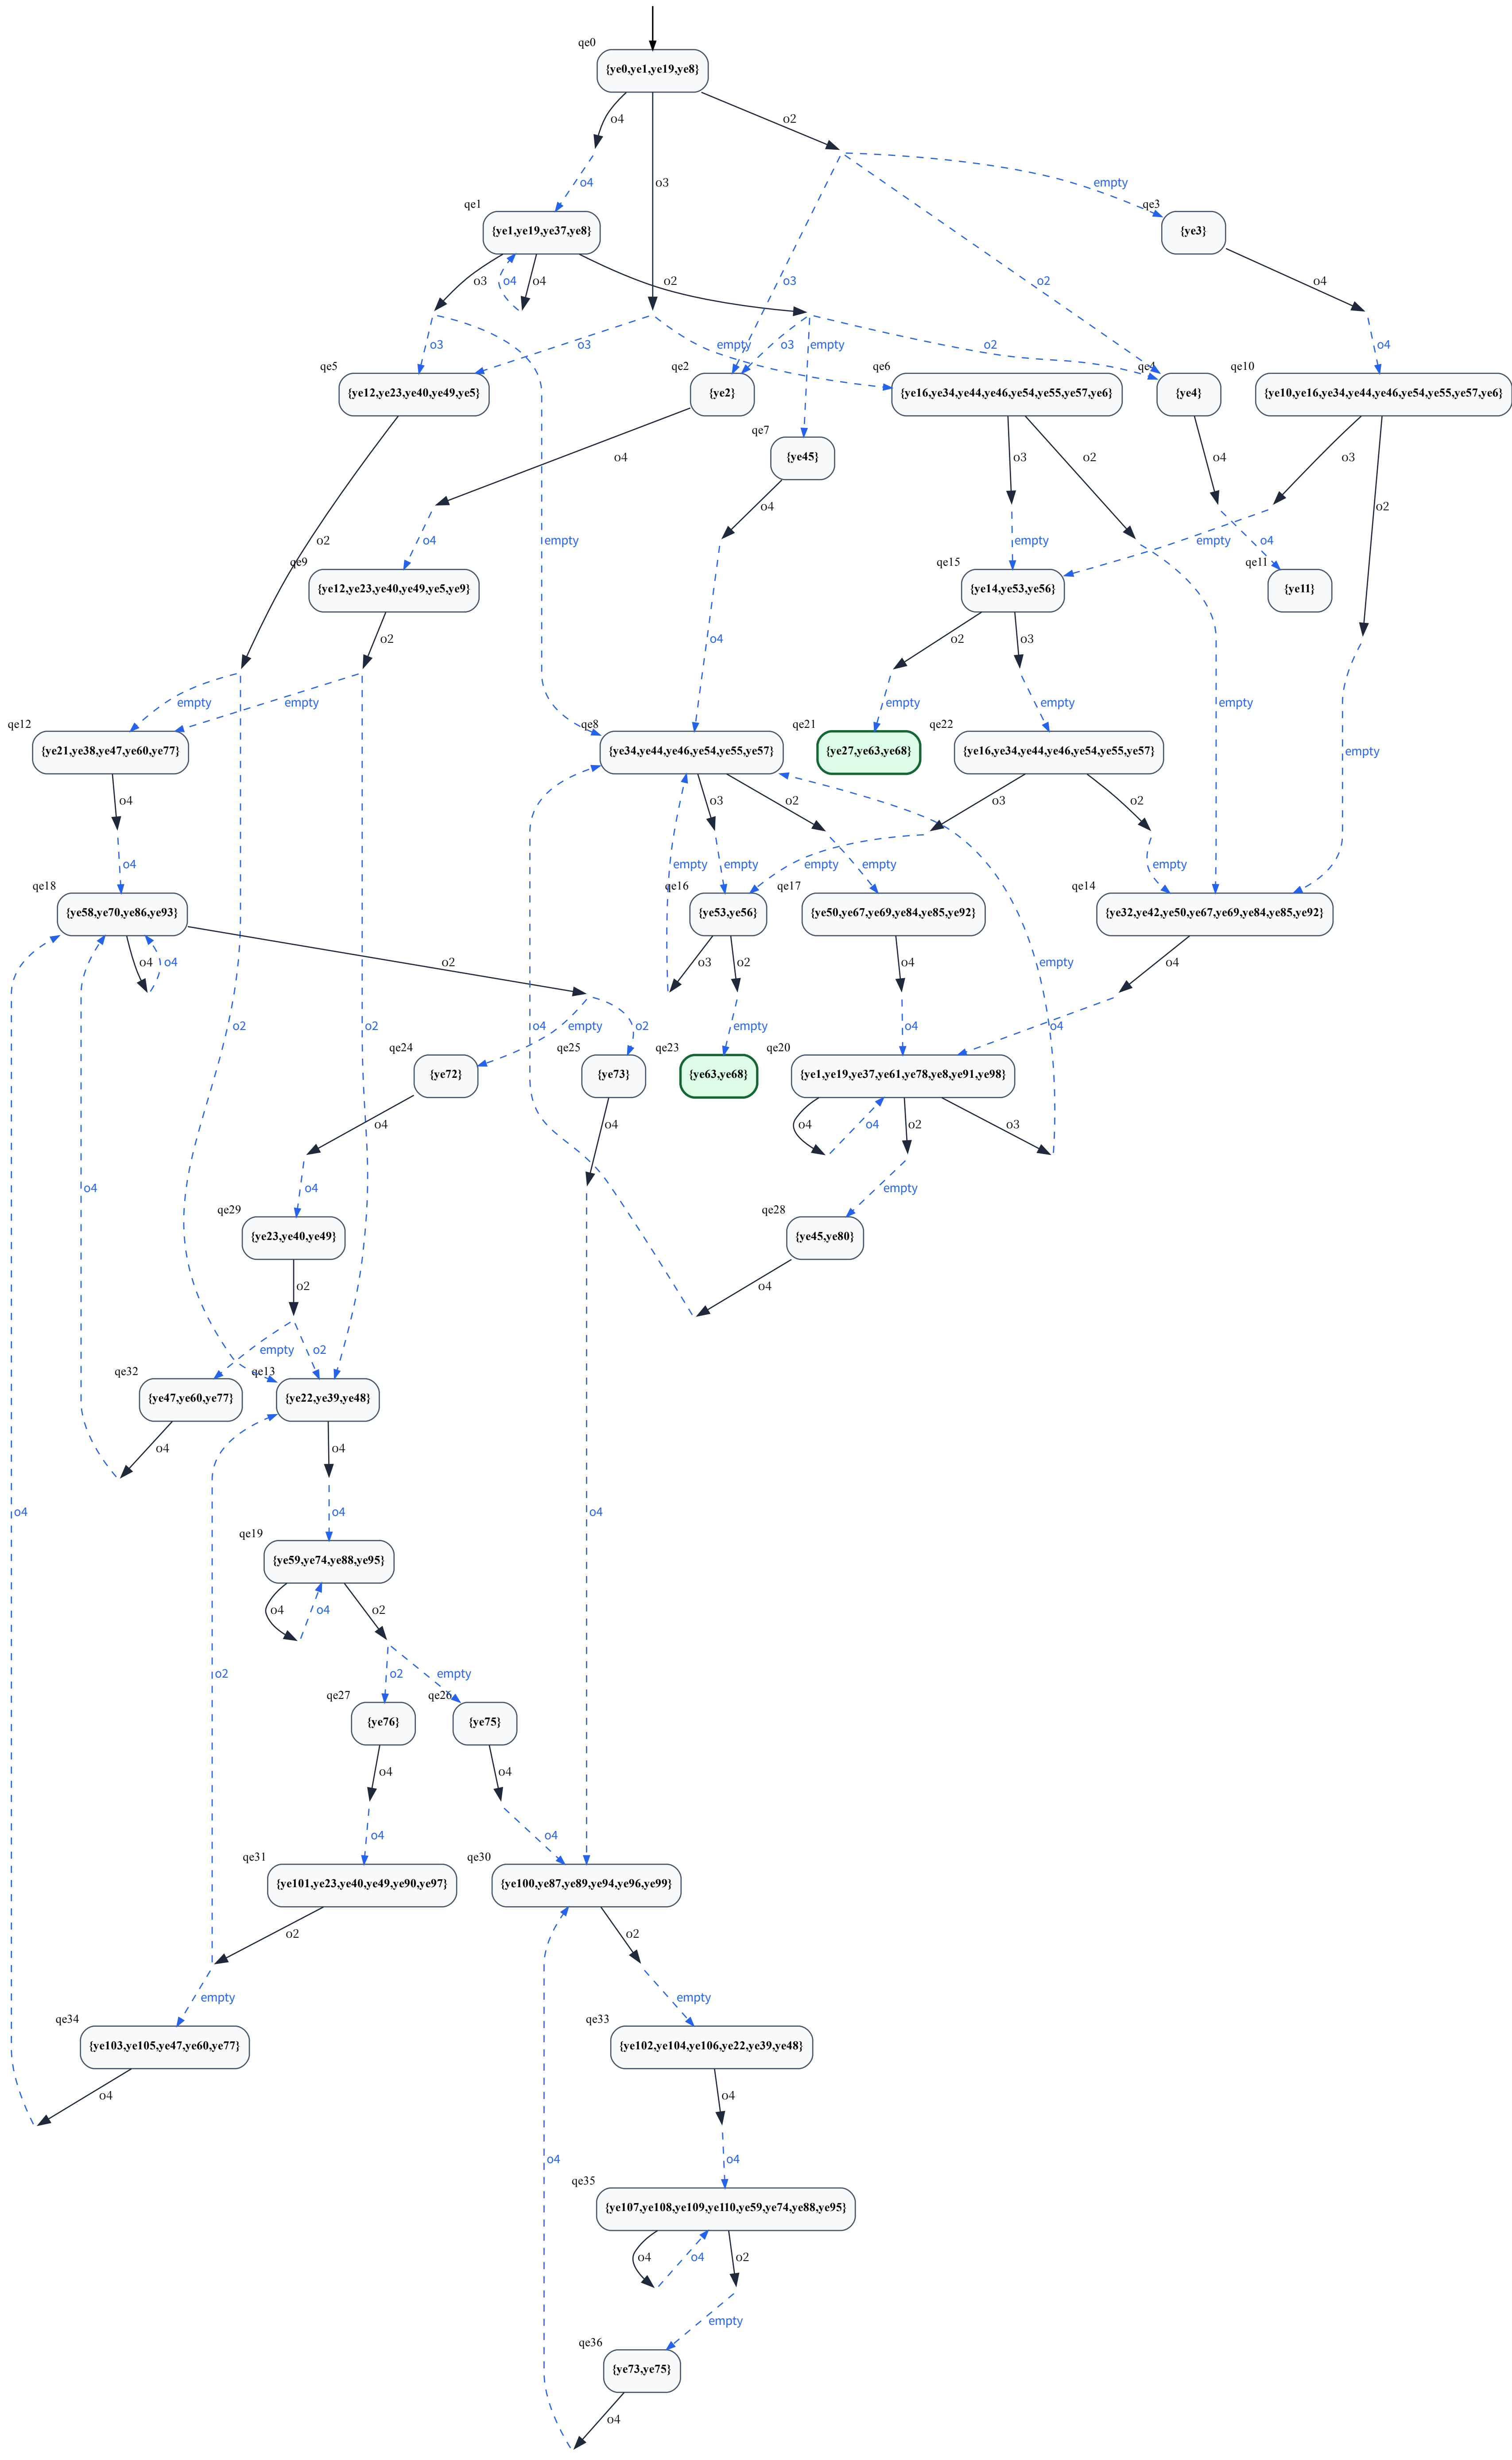 qe0
{ye0,ye1,ye19,ye8}
o4
o3
o2
o4
empty
qe1
{ye1,ye19,ye37,ye8}
qe3
{ye3}
o3
o4
o4
o2
o3
o2
o4
o3
o3
empty
o3
empty
o2
o4
qe5
{ye12,ye23,ye40,ye49,ye5}
qe2
{ye2}
qe6
{ye16,ye34,ye44,ye46,ye54,ye55,ye57,ye6}
qe4
{ye4}
qe10
{ye10,ye16,ye34,ye44,ye46,ye54,ye55,ye57,ye6}
qe7
{ye45}
o4
o3
o2
o4
o3
o4
o2
o2
o4
empty
empty
empty
o4
qe9
{ye12,ye23,ye40,ye49,ye5,ye9}
qe15
{ye14,ye53,ye56}
qe11
{ye11}
o2
o4
o2
o3
empty
empty
empty
empty
empty
qe12
{ye21,ye38,ye47,ye60,ye77}
qe8
{ye34,ye44,ye46,ye54,ye55,ye57}
qe21
{ye27,ye63,ye68}
qe22
{ye16,ye34,ye44,ye46,ye54,ye55,ye57}
empty
o4
o3
o2
o3
o2
o4
empty
empty
empty
empty
empty
qe18
{ye58,ye70,ye86,ye93}
qe16
{ye53,ye56}
qe17
{ye50,ye67,ye69,ye84,ye85,ye92}
qe14
{ye32,ye42,ye50,ye67,ye69,ye84,ye85,ye92}
o4
o4
o2
o3
o2
o4
o4
empty
o2
o2
o4
empty
o2
empty
o4
o4
qe24
{ye72}
qe25
{ye73}
qe23
{ye63,ye68}
qe20
{ye1,ye19,ye37,ye61,ye78,ye8,ye91,ye98}
o4
o4
o4
o4
o2
o3
o4
o4
empty
qe29
{ye23,ye40,ye49}
qe28
{ye45,ye80}
o2
o4
empty
o2
qe32
{ye47,ye60,ye77}
qe13
{ye22,ye39,ye48}
o4
o4
o4
o4
o4
qe19
{ye59,ye74,ye88,ye95}
o4
o4
o2
o2
o2
empty
qe27
{ye76}
qe26
{ye75}
o4
o4
o4
o4
qe31
{ye101,ye23,ye40,ye49,ye90,ye97}
qe30
{ye100,ye87,ye89,ye94,ye96,ye99}
o2
o2
empty
empty
qe34
{ye103,ye105,ye47,ye60,ye77}
qe33
{ye102,ye104,ye106,ye22,ye39,ye48}
o4
o4
o4
o4
qe35
{ye107,ye108,ye109,ye110,ye59,ye74,ye88,ye95}
o4
o4
o2
empty
qe36
{ye73,ye75}
o4